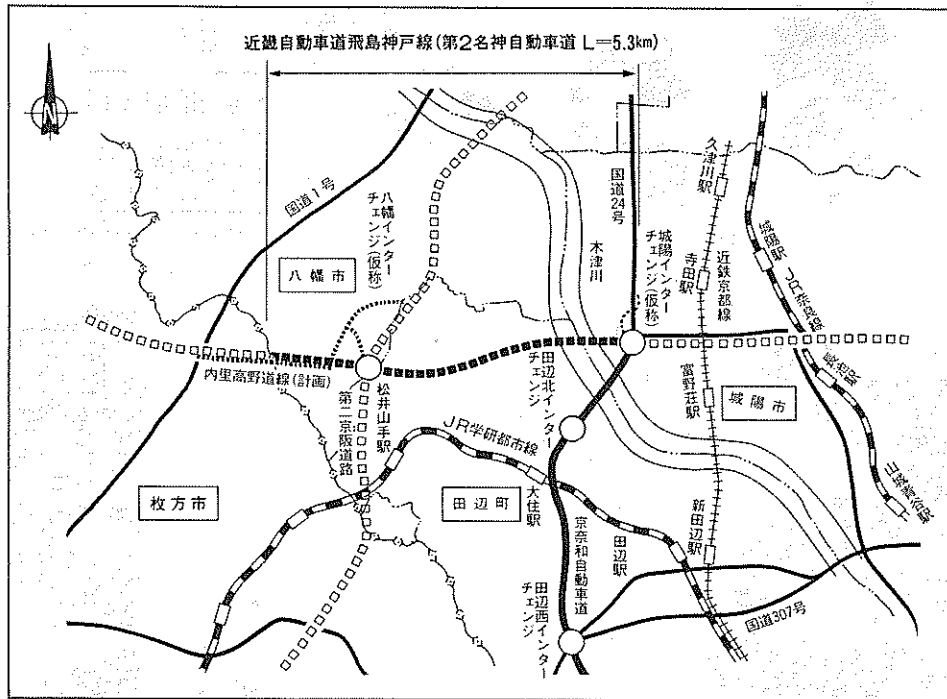 近畿自動車道飛島神戸線(第2名神自動車道 L=5.3km)
N
国道1号
八幡インター
チェンジ(仮称)
八幡市
木津川
国道24号
城陽インター
チェンジ(仮称)
久津川駅
寺田駅
近鉄京都線
城陽駅
JR奈良線
長池駅
山城青谷駅
富野荘駅
城陽市
内里高野道線(計画)
第二京阪道路
松井山手駅
田辺北インター
チェンジ
JR学研都市線
枚方市
田辺町
大住駅
京奈和自動車道
田辺駅
新田辺駅
田辺西インター
チェンジ
国道307号